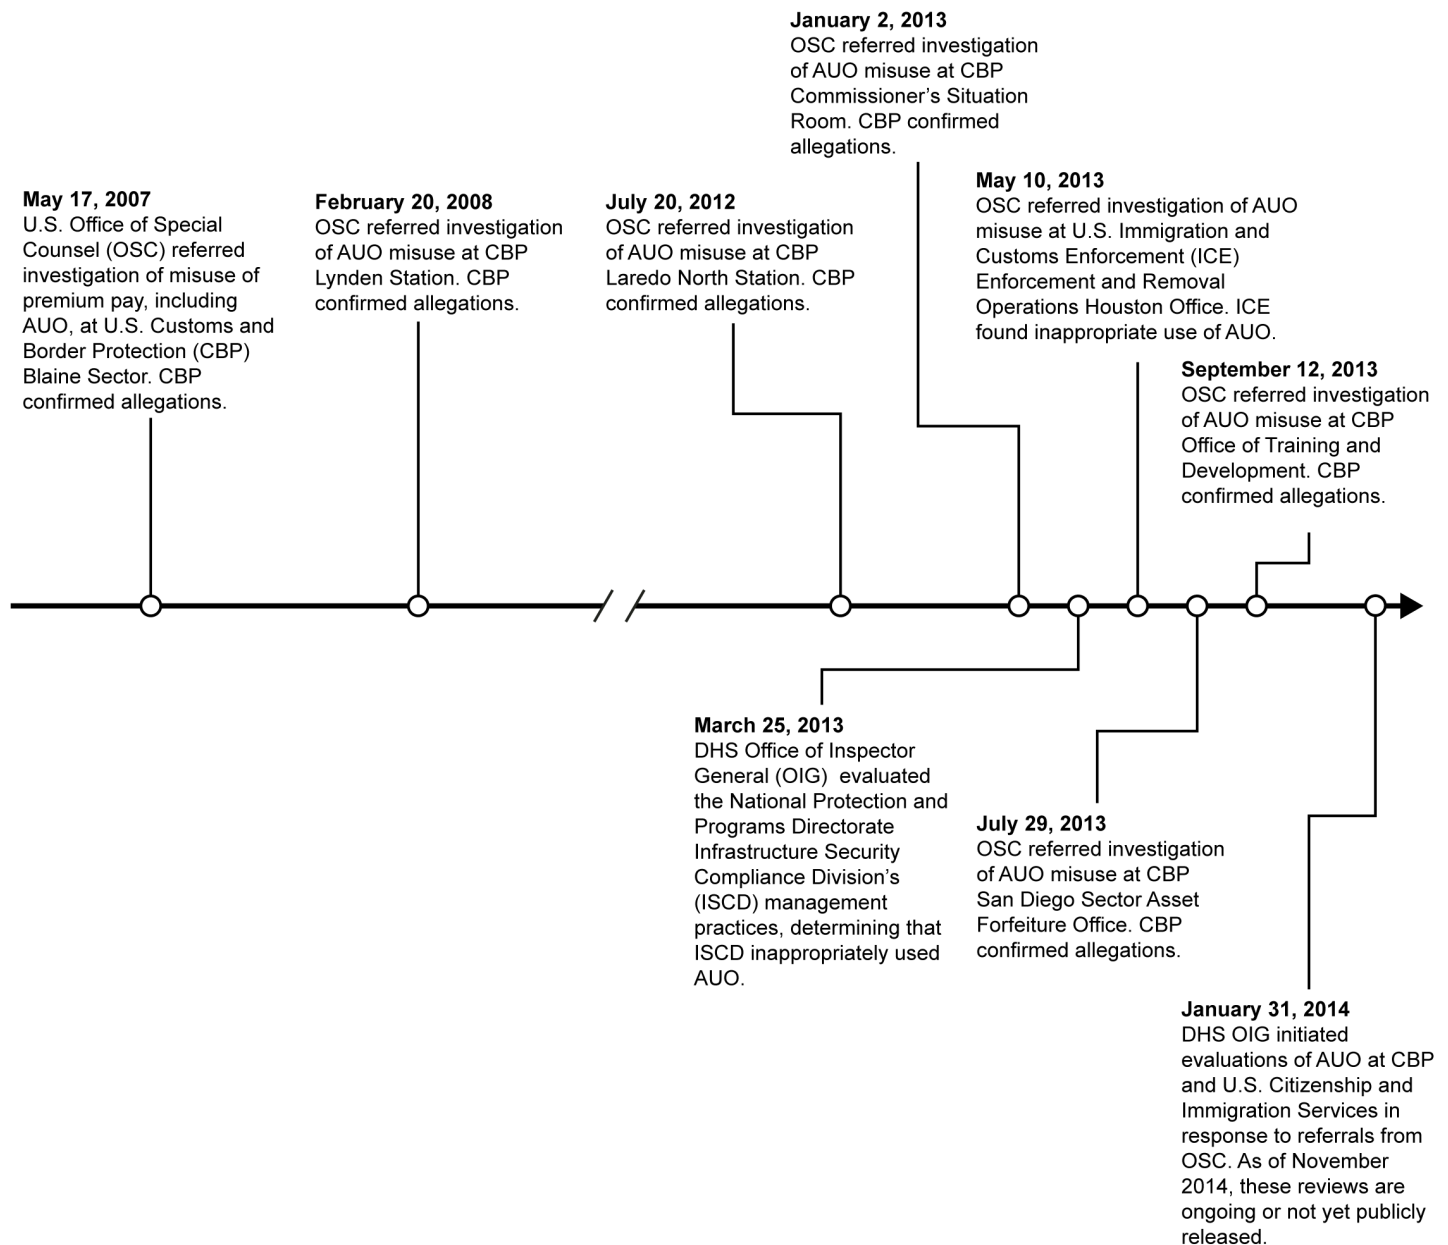 January 2, 2013
OSC referred investigation
of AUO misuse at CBP
Commissioner’s Situation
Room. CBP confirmed
allegations.
May 17, 2007
U.S. Office of Special
Counsel (OSC) referred
investigation of misuse of
premium pay, including
AUO, at U.S. Customs and
Border Protection (CBP)
Blaine Sector. CBP
confirmed allegations.
February 20, 2008
OSC referred investigation
of AUO misuse at CBP
Lynden Station. CBP
confirmed allegations.
July 20, 2012
OSC referred investigation
of AUO misuse at CBP
Laredo North Station. CBP
confirmed allegations.
May 10, 2013
OSC referred investigation of AUO
misuse at U.S. Immigration and
Customs Enforcement (ICE)
Enforcement and Removal
Operations Houston Office. ICE
found inappropriate use of AUO.
September 12, 2013
OSC referred investigation
of AUO misuse at CBP
Office of Training and
Development. CBP
confirmed allegations.
March 25, 2013
DHS Office of Inspector
General (OIG)  evaluated
the National Protection and
Programs Directorate
Infrastructure Security
Compliance Division’s
(ISCD) management
practices, determining that
ISCD inappropriately used
AUO.
July 29, 2013
OSC referred investigation
of AUO misuse at CBP
San Diego Sector Asset
Forfeiture Office. CBP
confirmed allegations.
January 31, 2014
DHS OIG initiated
evaluations of AUO at CBP
and U.S. Citizenship and
Immigration Services in
response to referrals from
OSC. As of November
2014, these reviews are
ongoing or not yet publicly
released.